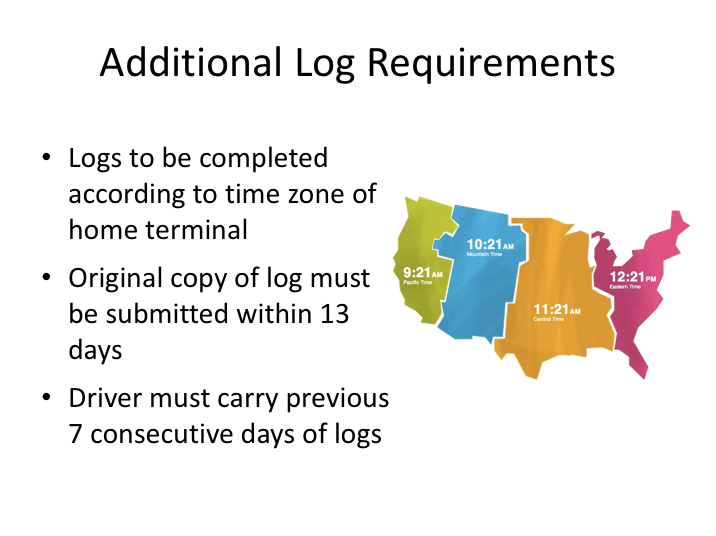 Additional Log Requirements
• Logs to be completed
according to time zone of
home terminal
• Original copy of log must
be submitted within 13
days
• Driver must carry previous
7 consecutive days of logs
9:21AM
Pacific Time
10:21AM
Mountain Time
11:21AM
Central Time
12:21PM
Eastern Time